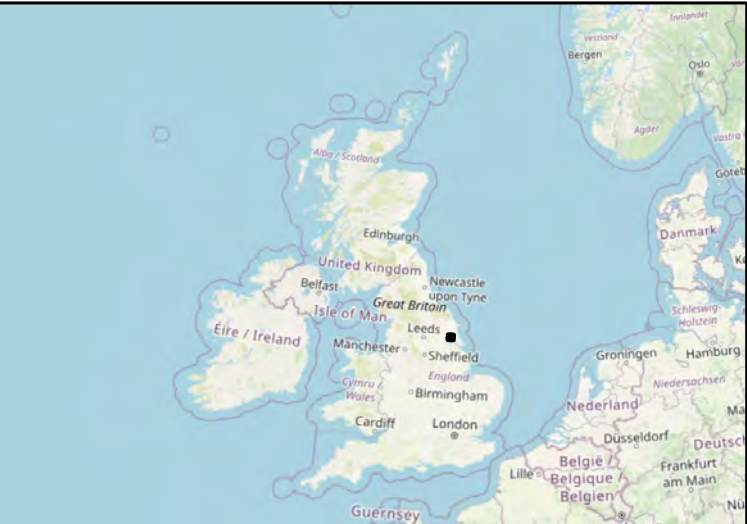 Innlandet
Vestland
Bergen
Oslo
Agder
Västra
Göteb
Alba / Scotland
Danmark
Edinburgh
United Kingdom
Belfast
Newcastle
upon Tyne
Great Britain
Isle of Man
Éire / Ireland
Leeds
Manchester
Sheffield
Schleswig-
Holstein
Groningen
Hamburg
England
Cymru /
Wales
Birmingham
Niedersachsen
Nederland
Cardiff
London
Düsseldorf
Deutsch
Lille
België /
Belgique /
Belgien
Frankfurt
am Main
Guernsey